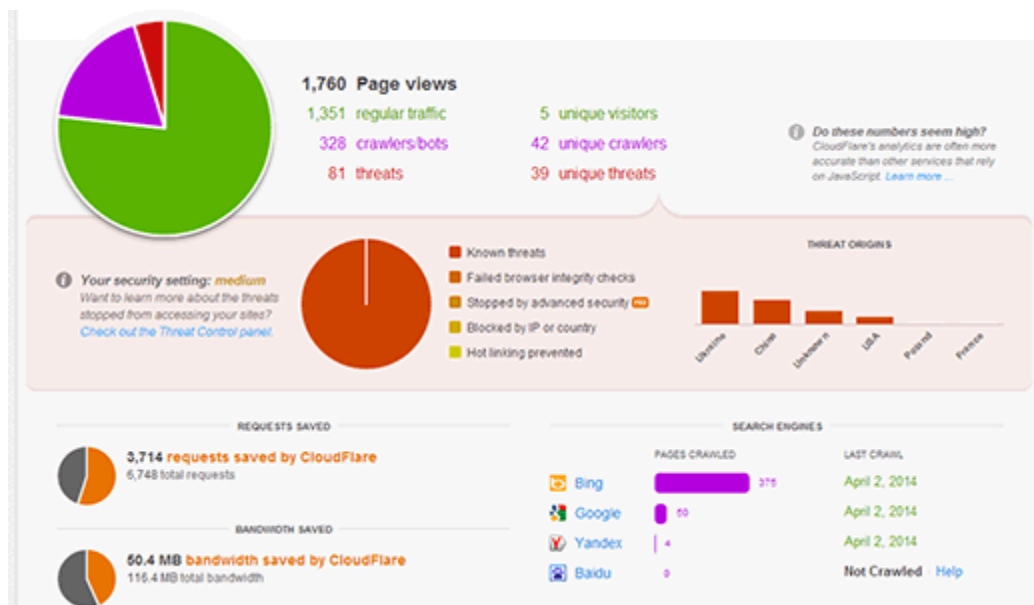 1,760 Page views
1,351 regular traffic
5 unique visitors
328 crawlers/bots
42 unique crawlers
81 threats
39 unique threats
Do these numbers seem high?
CloudFlare's analytics are often more
accurate than other services that rely
on JavaScript. Learn more ...
Your security setting: medium
Want to learn more about the threats
stopped from accessing your sites?
Check out the Threat Control panel.
Known threats
Failed browser integrity checks
Stopped by advanced security PRO
Blocked by IP or country
Hot linking prevented
THREAT ORIGINS
Ukraine
China
Unknown
USA
Poland
France
REQUESTS SAVED
3,714 requests saved by CloudFlare
6,748 total requests
BANDWIDTH SAVED
50.4 MB bandwidth saved by CloudFlare
116.4 MB total bandwidth
SEARCH ENGINES
PAGES CRAWLED LAST CRAWL
Bing 375 April 2, 2014
Google 50 April 2, 2014
Yandex 4 April 2, 2014
Baidu 0 Not Crawled Help